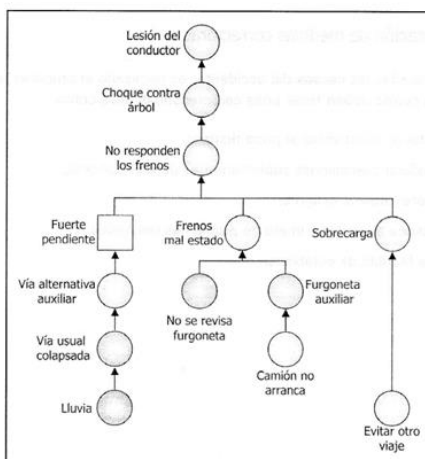 Lesión del
conductor
Choque contra
árbol
No responden
los frenos
Fuerte
pendiente
Frenos
mal estado
Sobrecarga
Vía alternativa
auxiliar
No se revisa
furgoneta
Furgoneta
auxiliar
Vía usual
colapsada
Camión no
arranca
Lluvia
Evitar otro
viaje